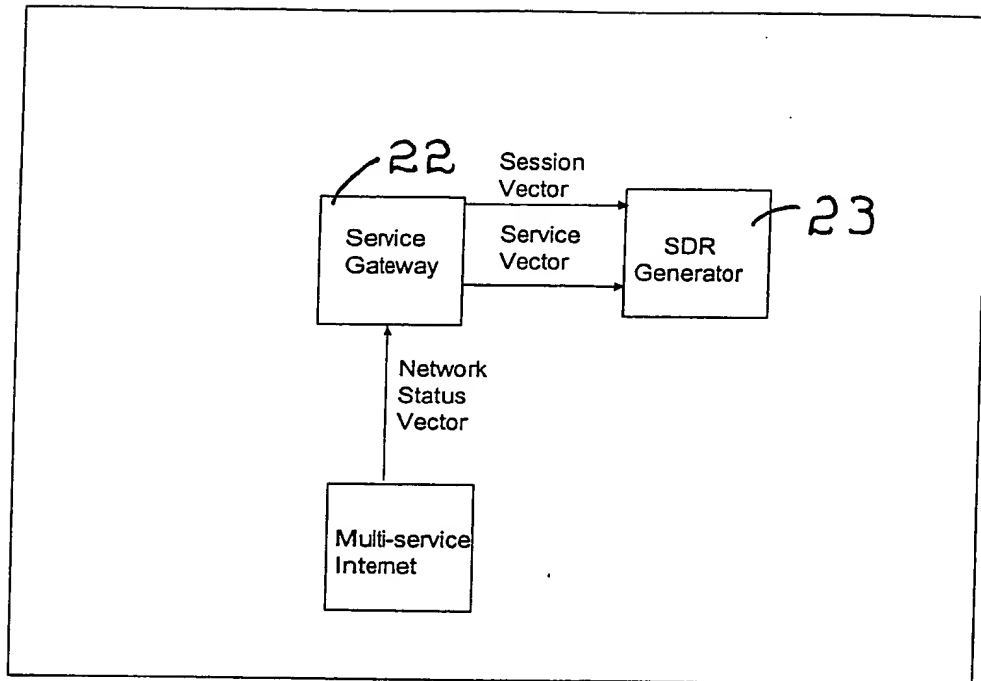 22
Session
Vector
23
Service
Gateway
Service
Vector
SDR
Generator
Network
Status
Vector
Multi-service
Internet